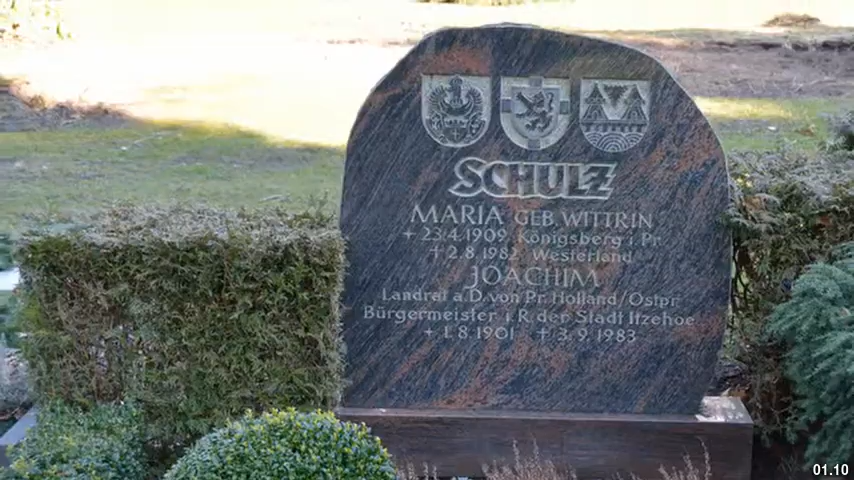 SCHULZ
MARIA GEB. WITTRIN
+ 23.4.1909 Königsberg i. Pr.
+ 2.8.1982 Westerland
JOACHIM
Landrat a.D. von Pr. Holland/Ostpr.
Bürgermeister i.R. der Stadt Itzehoe
+ 1.8.1901 + 3.9.1983
01.10